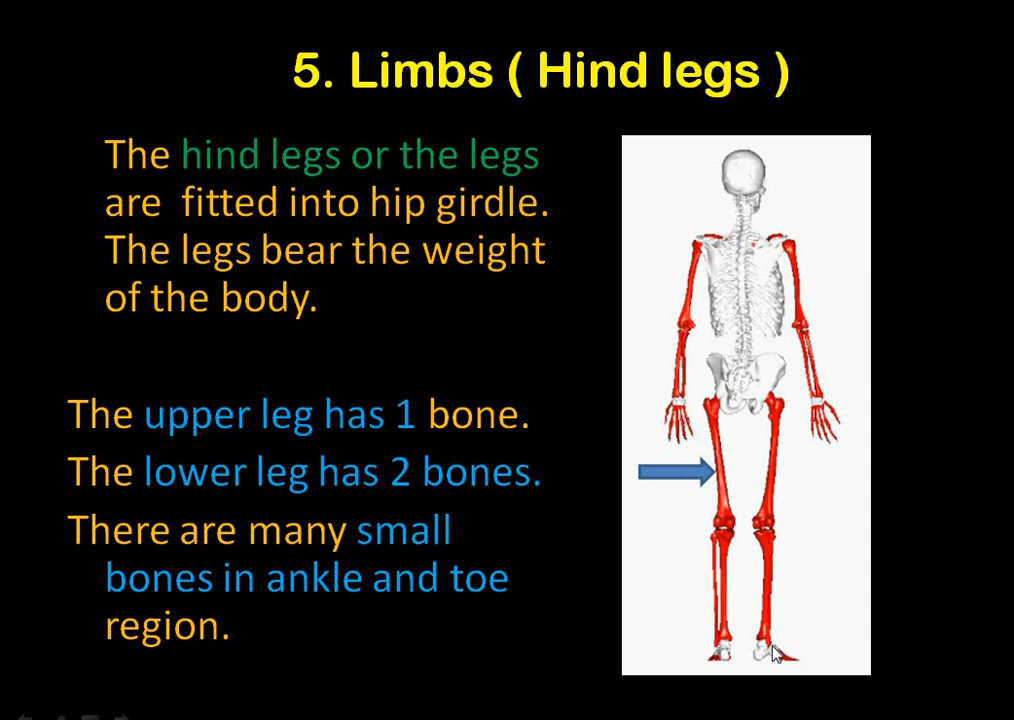 5. Limbs ( Hind legs )
The hind legs or the legs
are  fitted into hip girdle.
The legs bear the weight
of the body.
The upper leg has 1 bone.
The lower leg has 2 bones.
There are many small
bones in ankle and toe
region.